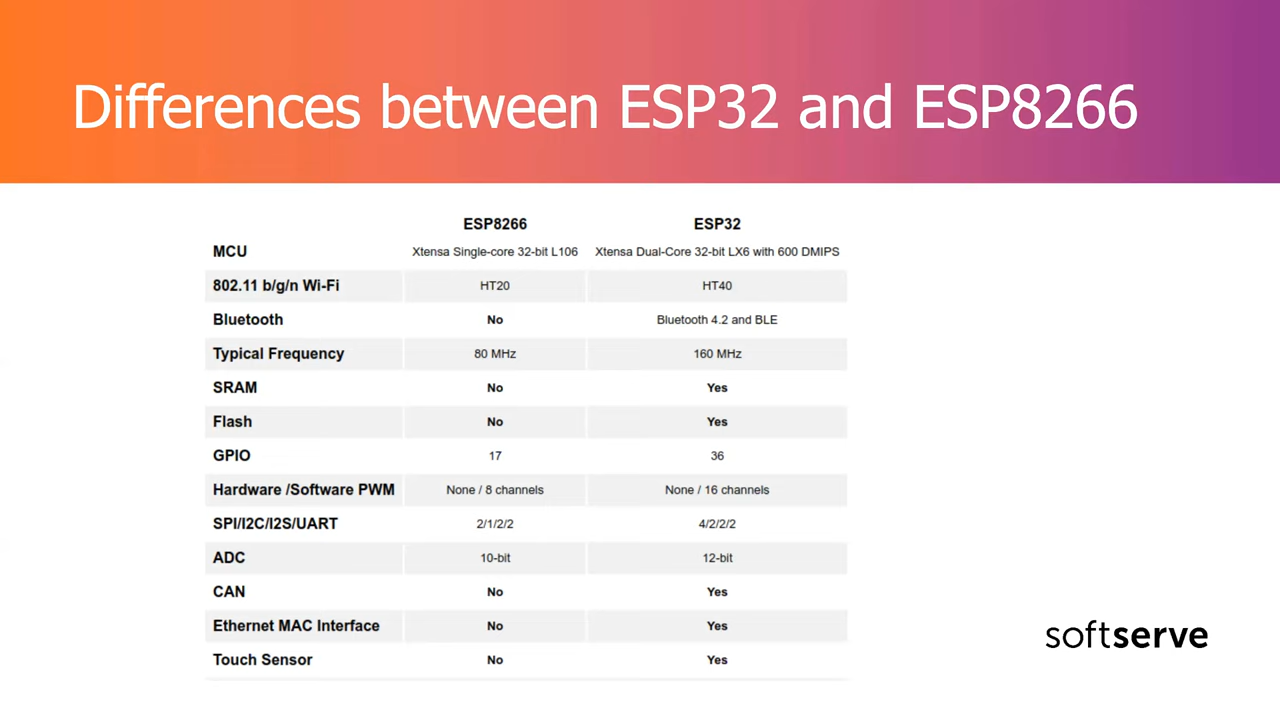 Differences between ESP32 and ESP8266
ESP8266 ESP32
MCU Xtensa Single-core 32-bit L106 Xtensa Dual-Core 32-bit LX6 with 600 DMIPS
802.11 b/g/n Wi-Fi HT20 HT40
Bluetooth No Bluetooth 4.2 and BLE
Typical Frequency 80 MHz 160 MHz
SRAM No Yes
Flash No Yes
GPIO 17 36
Hardware /Software PWM None / 8 channels None / 16 channels
SPI/I2C/I2S/UART 2/1/2/2 4/2/2/2
ADC 10-bit 12-bit
CAN No Yes
Ethernet MAC Interface No Yes
Touch Sensor No Yes
softserve